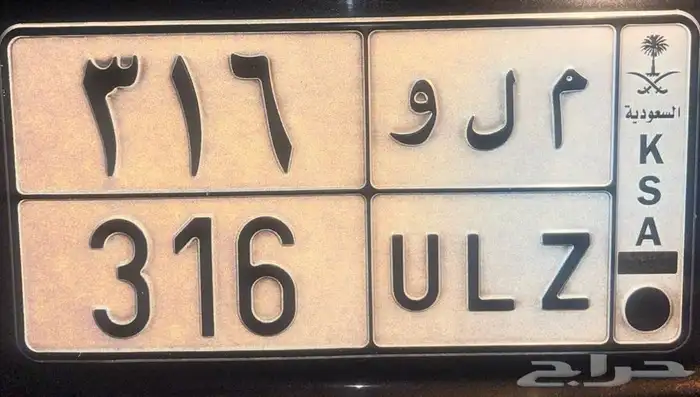 ٣١٦ م ل و
316 ULZ
السعودية
K
S
A
حراج